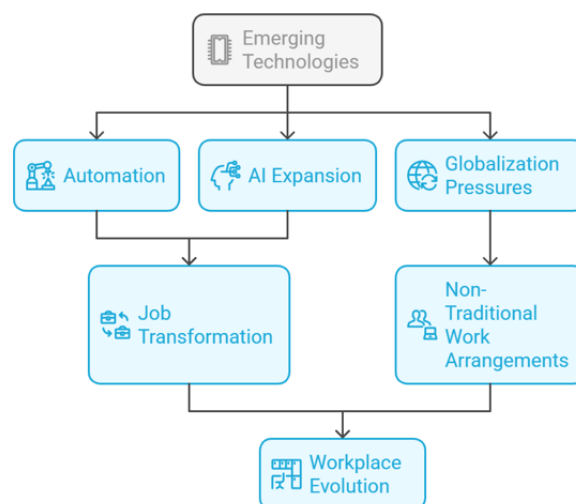 Emerging
Technologies
Automation
AI Expansion
Globalization
Pressures
Job
Transformation
Non-
Traditional
Work
Arrangements
Workplace
Evolution